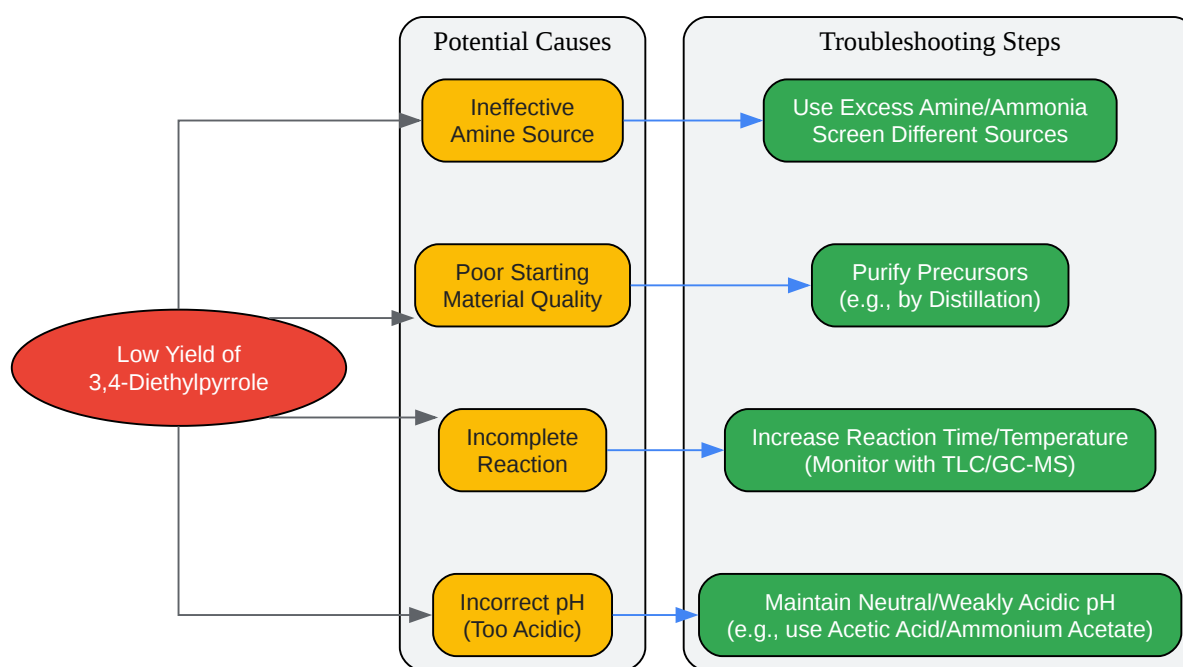 Potential Causes
Troubleshooting Steps
Ineffective
Amine Source
Use Excess Amine/Ammonia
Screen Different Sources
Poor Starting
Material Quality
Purify Precursors
(e.g., by Distillation)
Low Yield of
3,4-Diethylpyrrole
Incomplete
Reaction
Increase Reaction Time/Temperature
(Monitor with TLC/GC-MS)
Incorrect pH
(Too Acidic)
Maintain Neutral/Weakly Acidic pH
(e.g., use Acetic Acid/Ammonium Acetate)